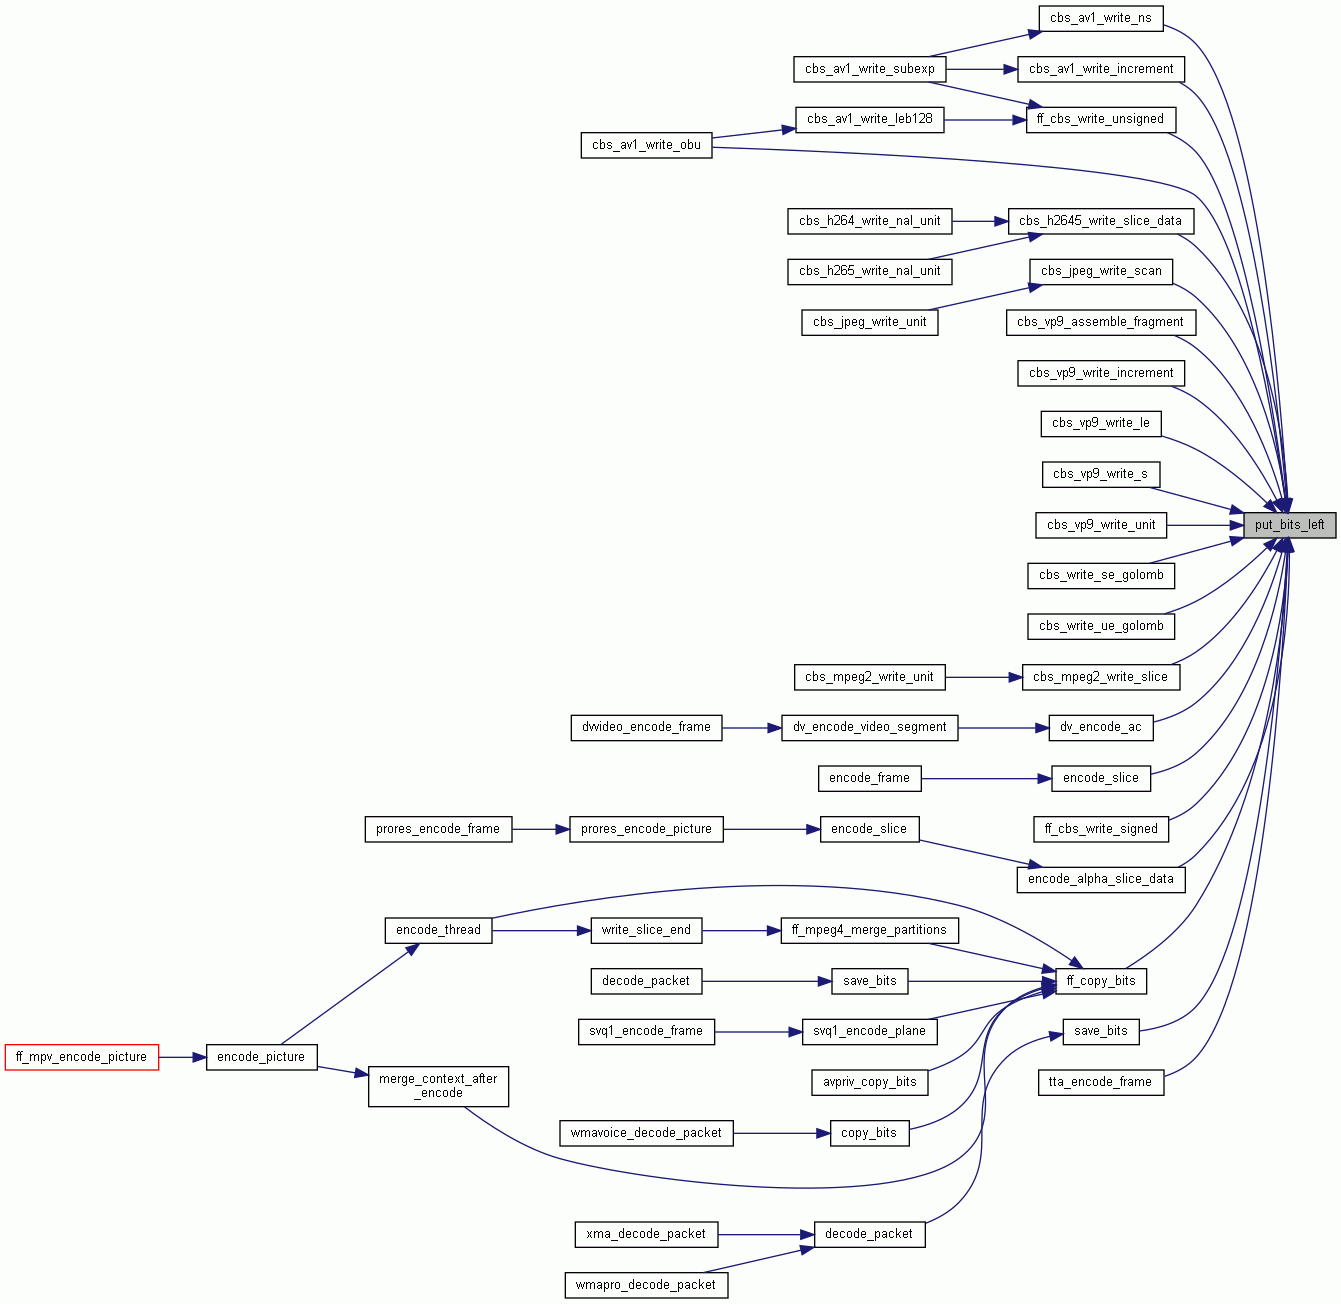 cbs_av1_write_ns
cbs_av1_write_subexp
cbs_av1_write_increment
cbs_av1_write_leb128
ff_cbs_write_unsigned
cbs_av1_write_obu
cbs_h264_write_nal_unit
cbs_h2645_write_slice_data
cbs_h265_write_nal_unit
cbs_jpeg_write_scan
cbs_jpeg_write_unit
cbs_vp9_assemble_fragment
cbs_vp9_write_increment
cbs_vp9_write_le
cbs_vp9_write_s
cbs_vp9_write_unit
put_bits_left
cbs_write_se_golomb
cbs_write_ue_golomb
cbs_mpeg2_write_unit
cbs_mpeg2_write_slice
dvvideo_encode_frame
dv_encode_video_segment
dv_encode_ac
encode_frame
encode_slice
prores_encode_frame
prores_encode_picture
encode_slice
ff_cbs_write_signed
encode_alpha_slice_data
encode_thread
write_slice_end
ff_mpeg4_merge_partitions
decode_packet
save_bits
ff_copy_bits
svq1_encode_frame
svq1_encode_plane
save_bits
ff_mpv_encode_picture
encode_picture
merge_context_after
_encode
avpriv_copy_bits
tta_encode_frame
wmavoice_decode_packet
copy_bits
xma_decode_packet
decode_packet
wmapro_decode_packet